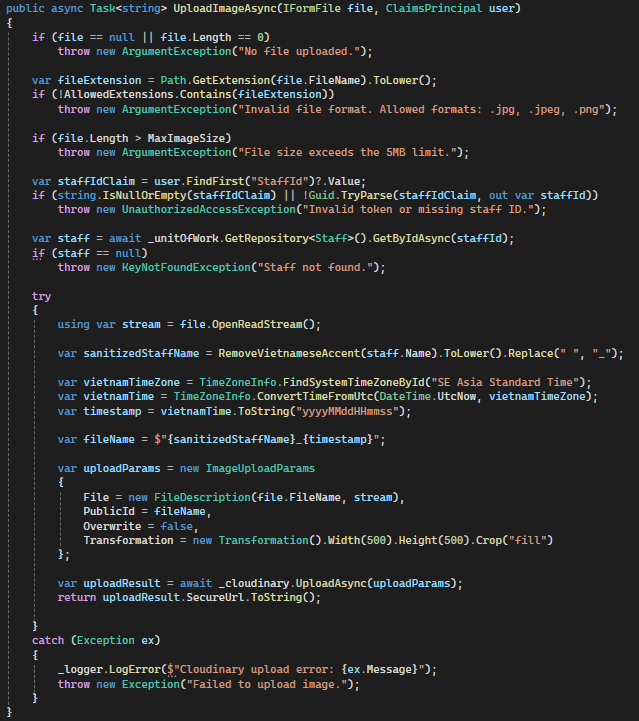 public async Task<string> UploadImageAsync(IFormFile file, ClaimsPrincipal user)
{
    if (file == null || file.Length == 0)
        throw new ArgumentException("No file uploaded.");

    var fileExtension = Path.GetExtension(file.FileName).ToLower();
    if (!AllowedExtensions.Contains(fileExtension))
        throw new ArgumentException("Invalid file format. Allowed formats: .jpg, .jpeg, .png");

    if (file.Length > MaxImageSize)
        throw new ArgumentException("File size exceeds the 5MB limit.");

    var staffIdClaim = user.FindFirst("StaffId")?.Value;
    if (string.IsNullOrEmpty(staffIdClaim) || !Guid.TryParse(staffIdClaim, out var staffId))
        throw new UnauthorizedAccessException("Invalid token or missing staff ID.");

    var staff = await _unitOfWork.GetRepository<Staff>().GetByIdAsync(staffId);
    if (staff == null)
        throw new KeyNotFoundException("Staff not found.");

    try
    {
        using var stream = file.OpenReadStream();

        var sanitizedStaffName = RemoveVietnameseAccent(staff.Name).ToLower().Replace(" ", "_");

        var vietnamTimeZone = TimeZoneInfo.FindSystemTimeZoneById("SE Asia Standard Time");
        var vietnamTime = TimeZoneInfo.ConvertTimeFromUtc(DateTime.UtcNow, vietnamTimeZone);
        var timestamp = vietnamTime.ToString("yyyyMMddHHmmss");

        var fileName = $"{sanitizedStaffName}_{timestamp}";

        var uploadParams = new ImageUploadParams
        {
            File = new FileDescription(file.FileName, stream),
            PublicId = fileName,
            Overwrite = false,
            Transformation = new Transformation().Width(500).Height(500).Crop("fill")
        };

        var uploadResult = await _cloudinary.UploadAsync(uploadParams);
        return uploadResult.SecureUrl.ToString();

    }
    catch (Exception ex)
    {
        _logger.LogError($"Cloudinary upload error: {ex.Message}");
        throw new Exception("Failed to upload image.");
    }
}